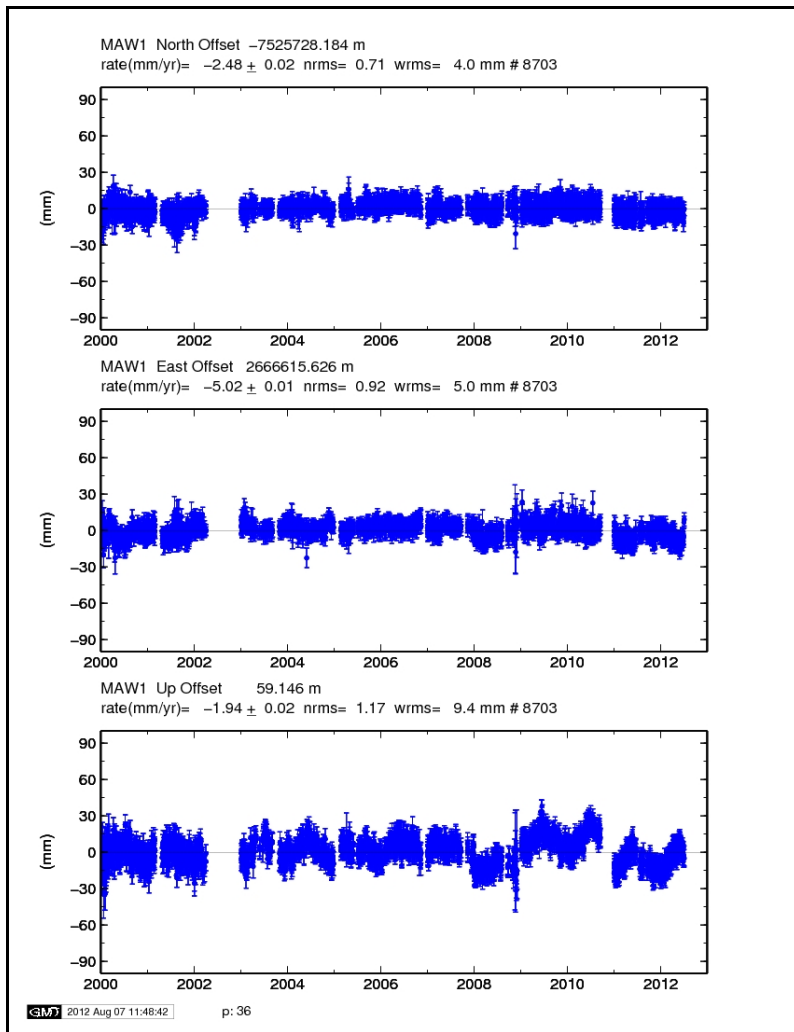 MAW1 North Offset −7525728.184 m
rate(mm/yr)= −2.48 ± 0.02 nrms= 0.71 wrms= 4.0 mm # 8703
90
60
30
0
−30
−60
−90
(mm)
2000 2002 2004 2006 2008 2010 2012
MAW1 East Offset 2666615.626 m
rate(mm/yr)= −5.02 ± 0.01 nrms= 0.92 wrms= 5.0 mm # 8703
90
60
30
0
−30
−60
−90
(mm)
2000 2002 2004 2006 2008 2010 2012
MAW1 Up Offset 59.146 m
rate(mm/yr)= −1.94 ± 0.02 nrms= 1.17 wrms= 9.4 mm # 8703
90
60
30
0
−30
−60
−90
(mm)
2000 2002 2004 2006 2008 2010 2012
GMT 2012 Aug 07 11:48:42 p: 36